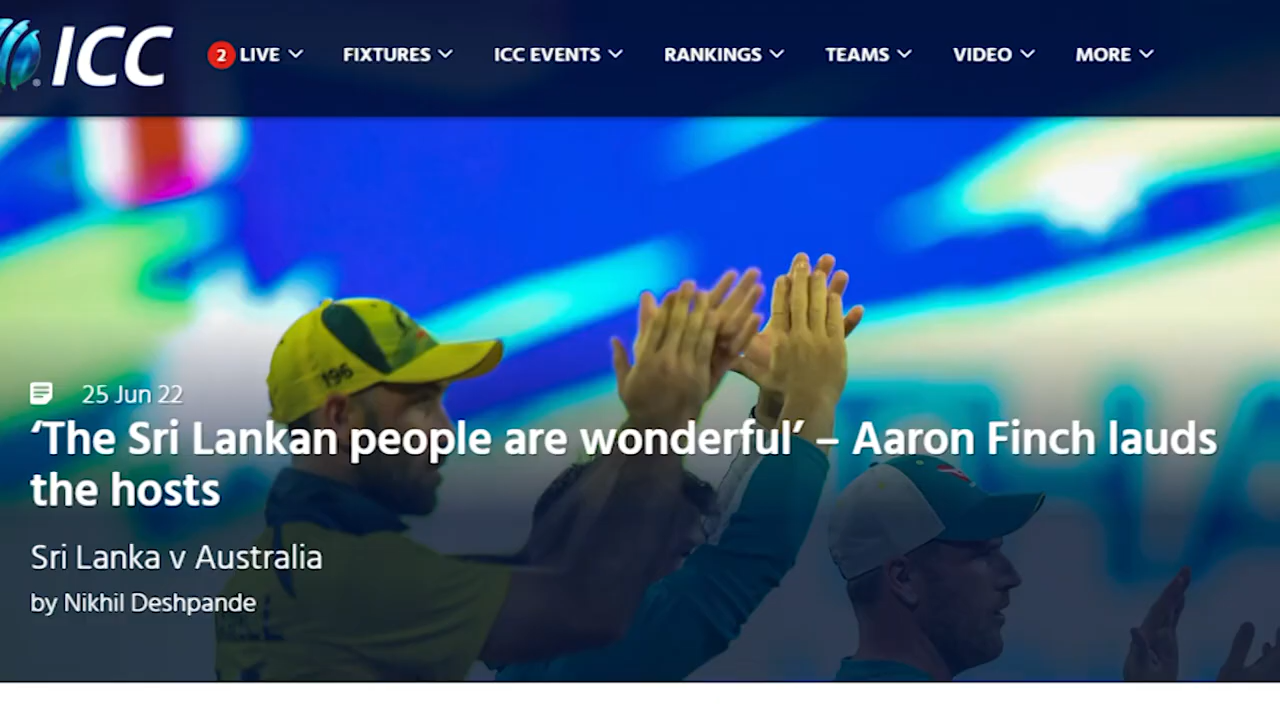 ICC
2 LIVE FIXTURES ICC EVENTS RANKINGS TEAMS VIDEO MORE
196
25 Jun 22
‘The Sri Lankan people are wonderful’ – Aaron Finch lauds
the hosts
Sri Lanka v Australia
by Nikhil Deshpande